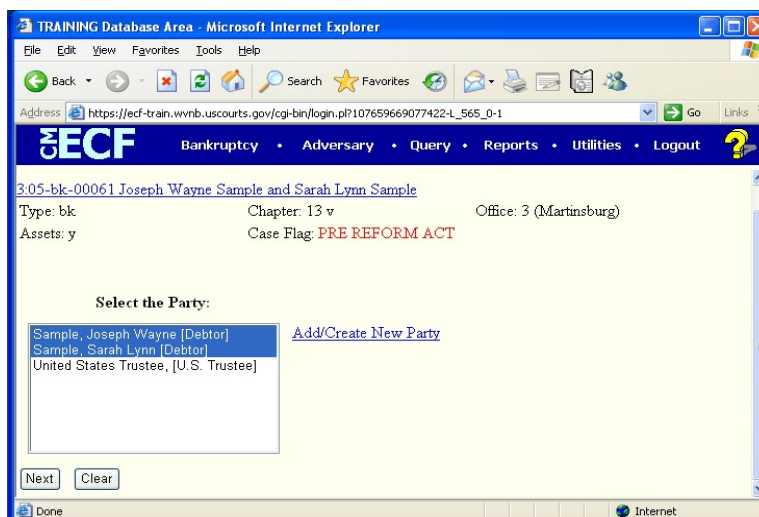 TRAINING Database Area - Microsoft Internet Explorer
File Edit View Favorites Tools Help
Back Search Favorites
Address https://ecf-train.wvnb.uscourts.gov/cgi-bin/login.pl?107659669077422-L_565_0-1 Go Links
CM ECF Bankruptcy • Adversary • Query • Reports • Utilities • Logout ?
3:05-bk-00061 Joseph Wayne Sample and Sarah Lynn Sample
Type: bk Chapter: 13 v Office: 3 (Martinsburg)
Assets: y Case Flag: PRE REFORM ACT
Select the Party:
Sample, Joseph Wayne [Debtor] Add/Create New Party
Sample, Sarah Lynn [Debtor]
United States Trustee, [U.S. Trustee]
Next Clear
Done Internet